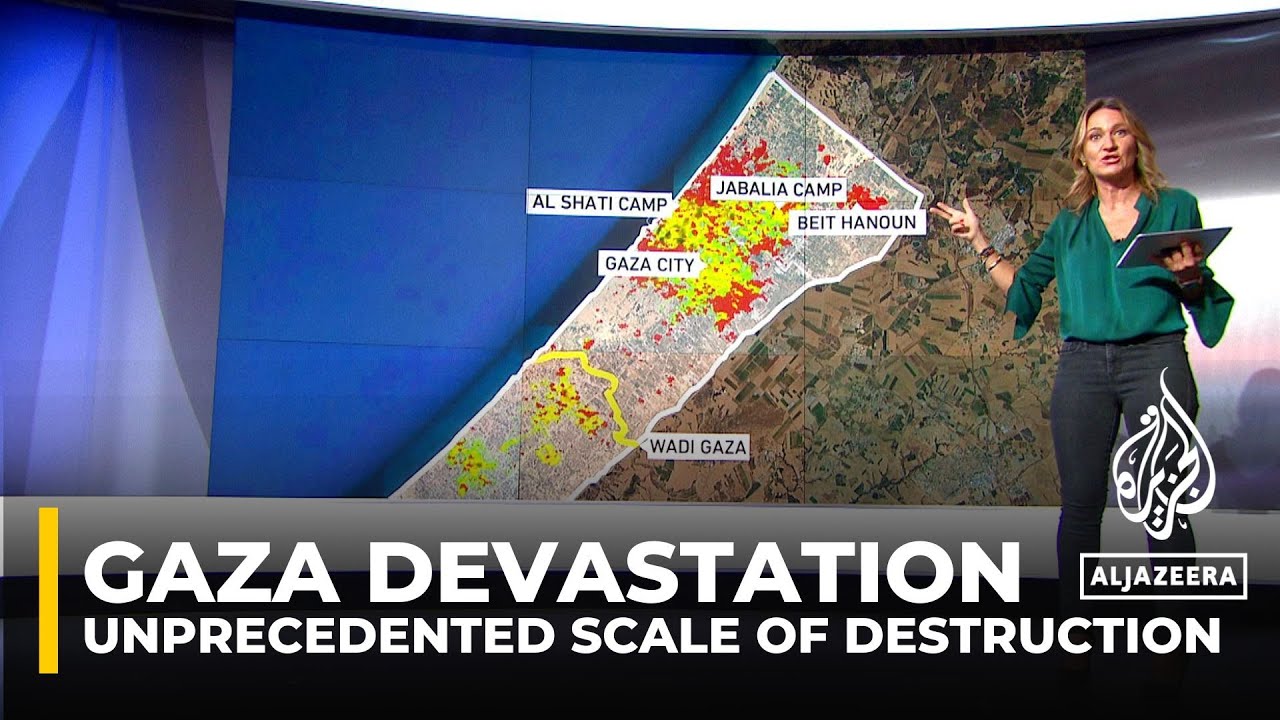 JABALIA CAMP
AL SHATI CAMP
BEIT HANOUN
GAZA CITY
WADI GAZA
الجزيرة
ALJAZEERA
GAZA DEVASTATION
UNPRECEDENTED SCALE OF DESTRUCTION